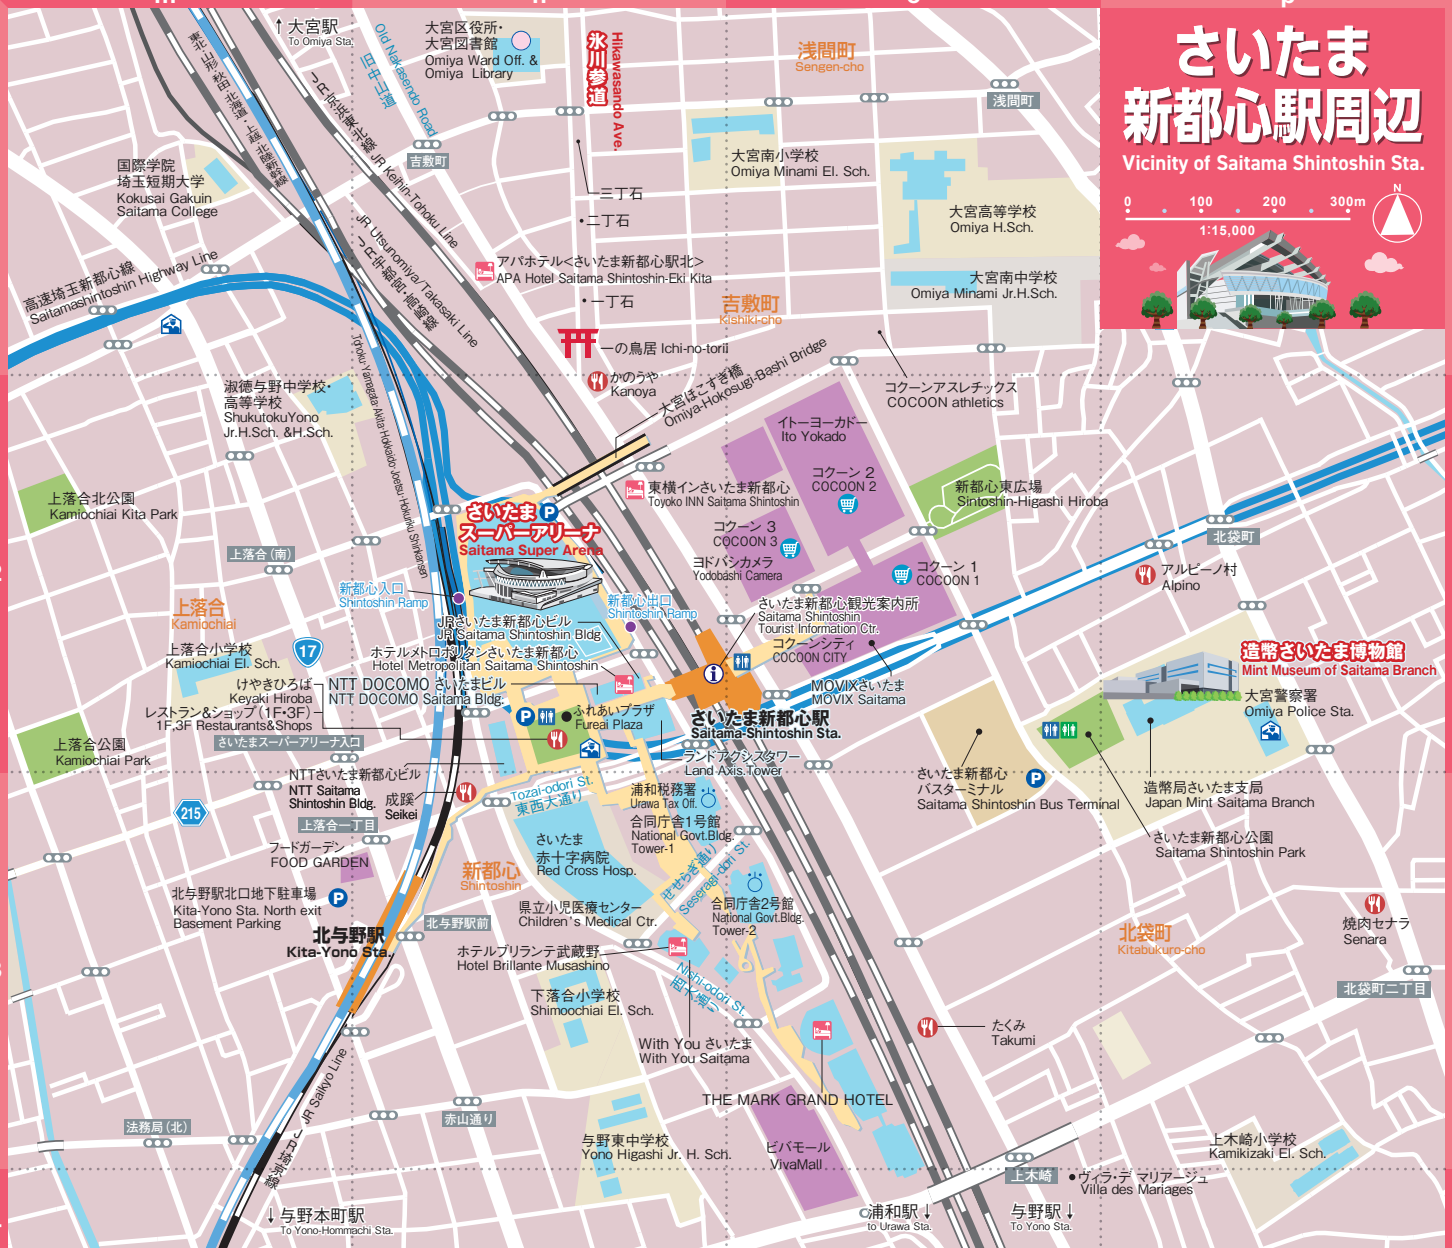 さいたま
新都心駅周辺
Vicinity of Saitama Shintoshin Sta.
0 100 200 300m
1:15,000
N
↑大宮駅
To Omiya Sta.
東北・山形・秋田・北海道・上越・北陸新幹線
JR京浜東北線
JR Keihin-Tohoku Line
旧中山道
Old Nakasendo Road
大宮区役所・
大宮図書館
Omiya Ward Off. &
Omiya Library
氷川参道
Hikawasando Ave.
浅間町
Sengen-cho
浅間町
吉敷町
国際学院
埼玉短期大学
Kokusai Gakuin
Saitama College
大宮南小学校
Omiya Minami El. Sch.
大宮高等学校
Omiya H.Sch.
大宮南中学校
Omiya Minami Jr.H.Sch.
三丁石
二丁石
一丁石
アパホテル<さいたま新都心駅北>
APA Hotel Saitama Shintoshin-Eki Kita
JR Utsunomiya/Takasaki Line
JR宇都宮・高崎線
高速埼玉新都心線
Saitamashintoshin Highway Line
吉敷町
Kishiki-cho
一の鳥居 Ichi-no-torii
かのうや
Kanoya
大宮ほこすぎ橋
Omiya-Hokosugi-Bashi Bridge
コクーンアスレチックス
COCOON athletics
Tohoku·Yamagata·Akita·Hokkaido·Joetsu·Hokuriku Shinkansen
淑徳与野中学校・
高等学校
ShukutokuYono
Jr.H.Sch. &H.Sch.
イトーヨーカドー
Ito Yokado
コクーン 2
COCOON 2
東横インさいたま新都心
Toyoko INN Saitama Shintoshin
新都心東広場
Sintoshin-Higashi Hiroba
上落合北公園
Kamiochiai Kita Park
さいたま
スーパーアリーナ
Saitama Super Arena
P
コクーン 3
COCOON 3
ヨドバシカメラ
Yodobashi Camera
コクーン 1
COCOON 1
北袋町
アルピーノ村
Alpino
上落合(南)
新都心入口
Shintoshin Ramp
新都心出口
Shintoshin Ramp
上落合
Kamiochiai
さいたま新都心観光案内所
Saitama Shintoshin
Tourist Information Ctr.
JRさいたま新都心ビル
JR Saitama Shintoshin Bldg
17
上落合小学校
Kamiochiai El. Sch.
ホテルメトロポリタンさいたま新都心
Hotel Metropolitan Saitama Shintoshin
コクーンシティ
COCOON CITY
造幣さいたま博物館
Mint Museum of Saitama Branch
けやきひろば
Keyaki Hiroba
NTT DOCOMO さいたまビル
NTT DOCOMO Saitama Bldg.
MOVIXさいたま
MOVIX Saitama
大宮警察署
Omiya Police Sta.
レストラン&ショップ(1F・3F)
1F,3F Restaurants&Shops
P
ふれあいプラザ
Fureai Plaza
さいたま新都心駅
Saitama-Shintoshin Sta.
さいたまスーパーアリーナ入口
上落合公園
Kamiochiai Park
ランドアクシスタワー
Land Axis.Tower
NTTさいたま新都心ビル
NTT Saitama
Shintoshin Bldg.
さいたま新都心
バスターミナル
Saitama Shintoshin Bus Terminal
P
造幣局さいたま支局
Japan Mint Saitama Branch
成蹊
Seikei
Tozai-odori St.
東西大通り
浦和税務署
Urawa Tax Off.
215
上落合一丁目
合同庁舎1号館
National Govt.Bldg.
Tower-1
さいたま新都心公園
Saitama Shintoshin Park
さいたま
赤十字病院
Red Cross Hosp.
フードガーデン
FOOD GARDEN
新都心
Shintoshin
せせらぎ通り
Seseragi-dori St.
北与野駅北口地下駐車場
Kita-Yono Sta. North exit
Basement Parking
P
県立小児医療センター
Children's Medical Ctr.
合同庁舎2号館
National Govt.Bldg.
Tower-2
焼肉セナラ
Senara
北与野駅前
北与野駅
Kita-Yono Sta.
北袋町
Kitabukuro-cho
ホテルブリランテ武蔵野
Hotel Brillante Musashino
Nishi-odori St.
西大通り
北袋町二丁目
下落合小学校
Shimoochiai El. Sch.
たくみ
Takumi
With You さいたま
With You Saitama
JR Saikyo Line
JR埼京線
THE MARK GRAND HOTEL
赤山通り
法務局(北)
与野東中学校
Yono Higashi Jr. H. Sch.
ビバモール
VivaMall
上木崎小学校
Kamikizaki El. Sch.
上木崎
ヴィラ・デ マリアージュ
Villa des Mariages
↓与野本町駅
To Yono-Hommachi Sta.
浦和駅↓
to Urawa Sta.
与野駅↓
To Yono Sta.